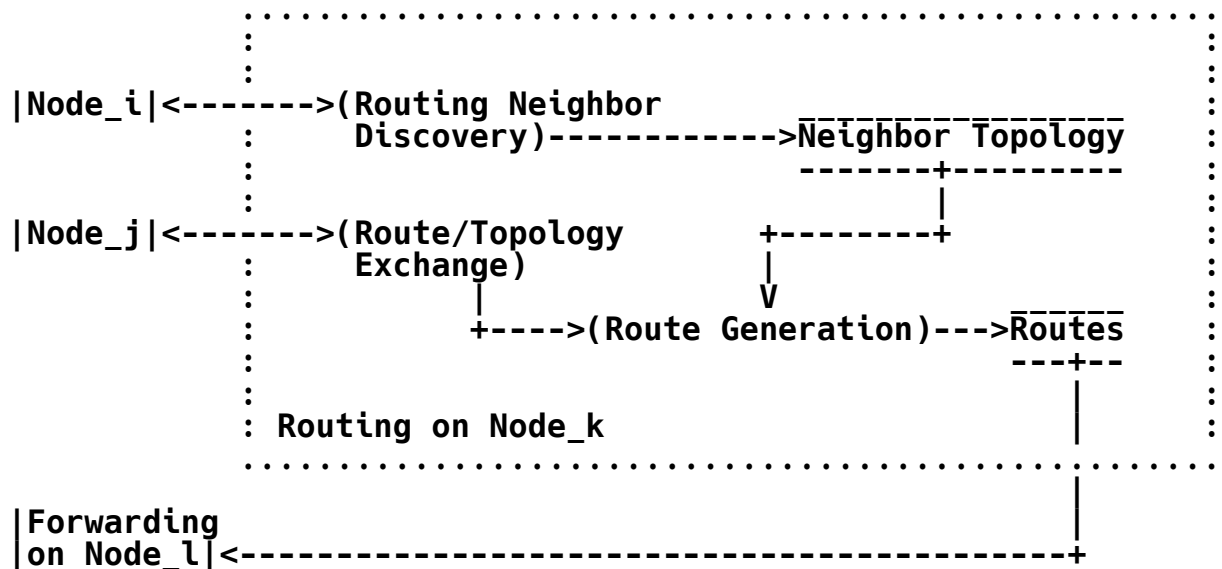 |Node_i|<------->(Routing Neighbor
Discovery)------------>Neighbor Topology
|Node_j|<------->(Route/Topology
Exchange)
+---->(Route Generation)--->Routes
Routing on Node_k
|Forwarding
|on Node_l|<-------------------------------------------+